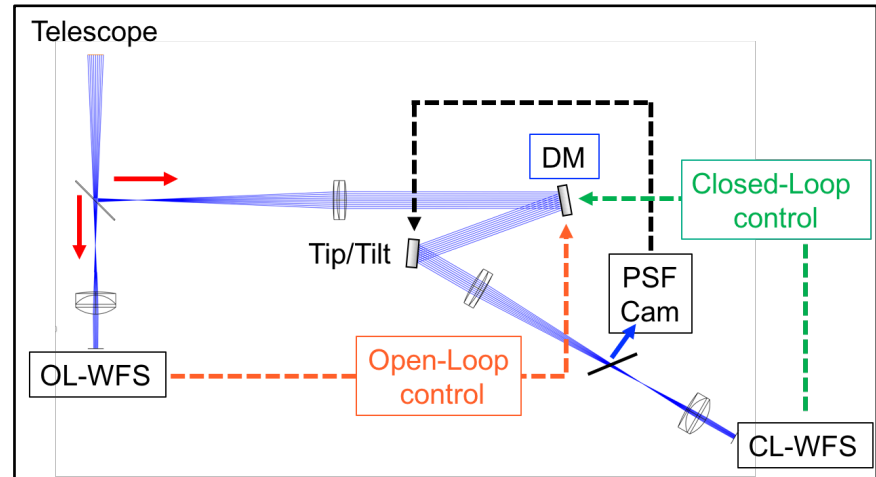 Telescope
DM
Closed-Loop
control
Tip/Tilt
PSF
Cam
Open-Loop
control
OL-WFS
CL-WFS